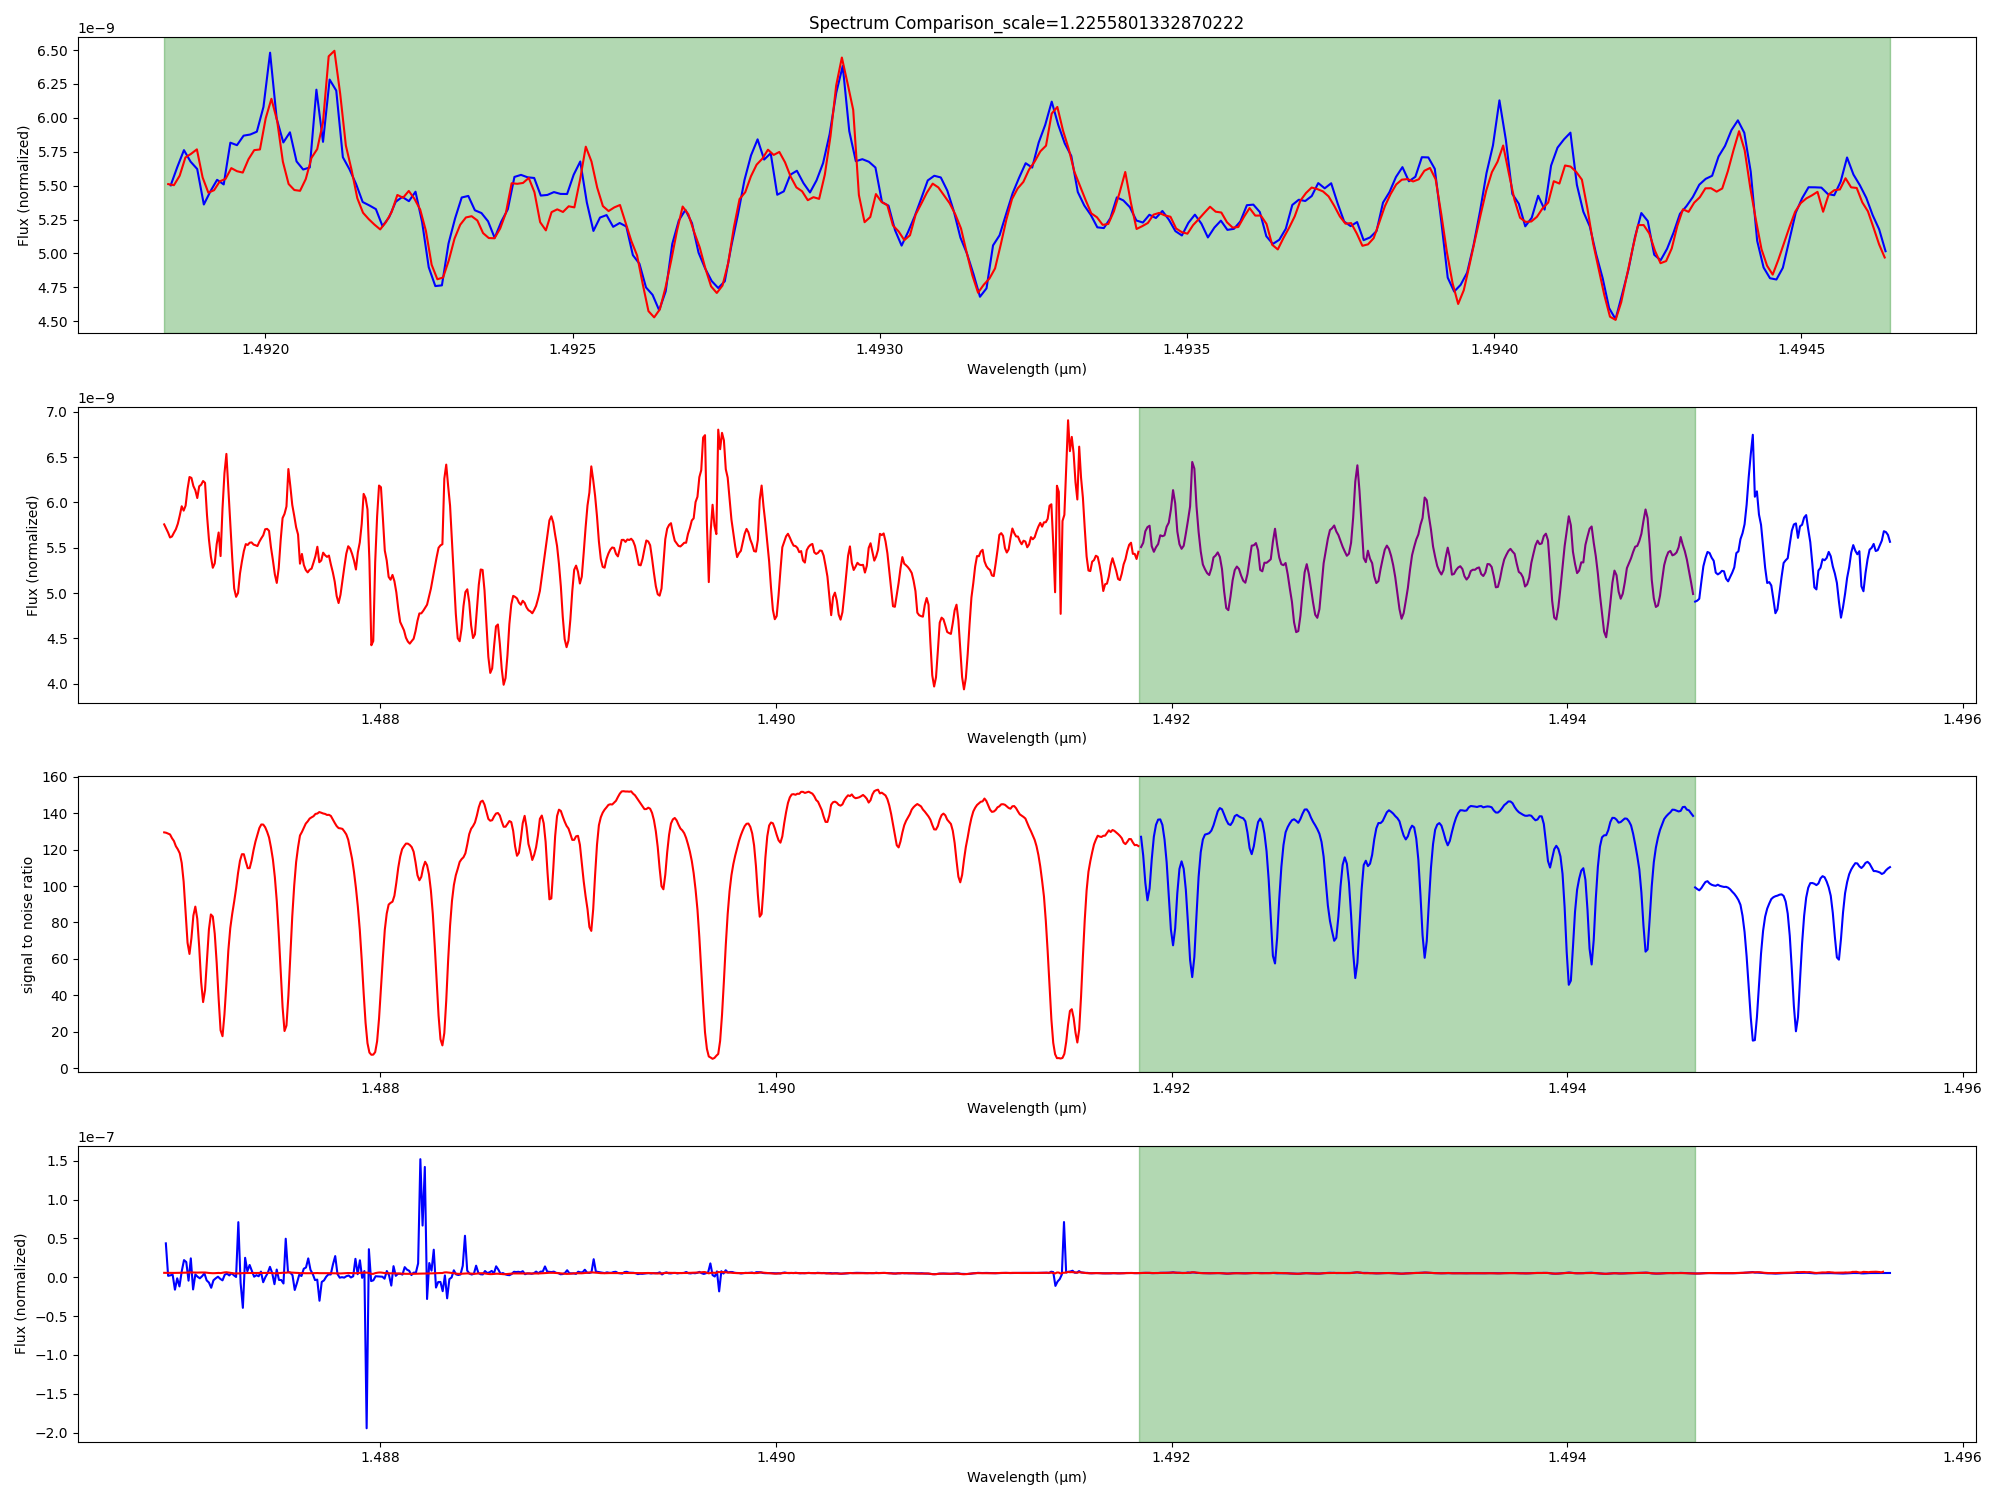 Spectrum Comparison_scale=1.2255801332870222
1e−9
6.50
6.25
6.00
5.75
5.50
5.25
5.00
4.75
4.50
Flux (normalized)
1.4920 1.4925 1.4930 1.4935 1.4940 1.4945
Wavelength (μm)
1e−9
7.0
6.5
6.0
5.5
5.0
4.5
4.0
Flux (normalized)
1.488 1.490 1.492 1.494 1.496
Wavelength (μm)
160
140
120
100
80
60
40
20
0
signal to noise ratio
1.488 1.490 1.492 1.494 1.496
Wavelength (μm)
1e−7
1.5
1.0
0.5
0.0
−0.5
−1.0
−1.5
−2.0
Flux (normalized)
1.488 1.490 1.492 1.494 1.496
Wavelength (μm)